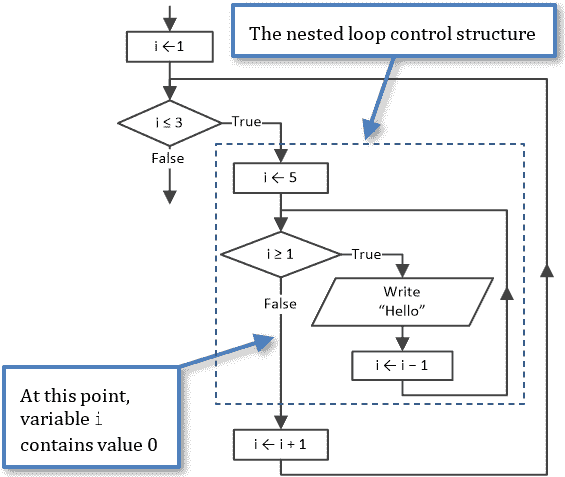 i ←1
The nested loop control structure
i ≤ 3
True
False
i ← 5
i ≥ 1
True
False
Write
“Hello”
i ← i – 1
At this point,
variable i
contains value 0
i ← i + 1